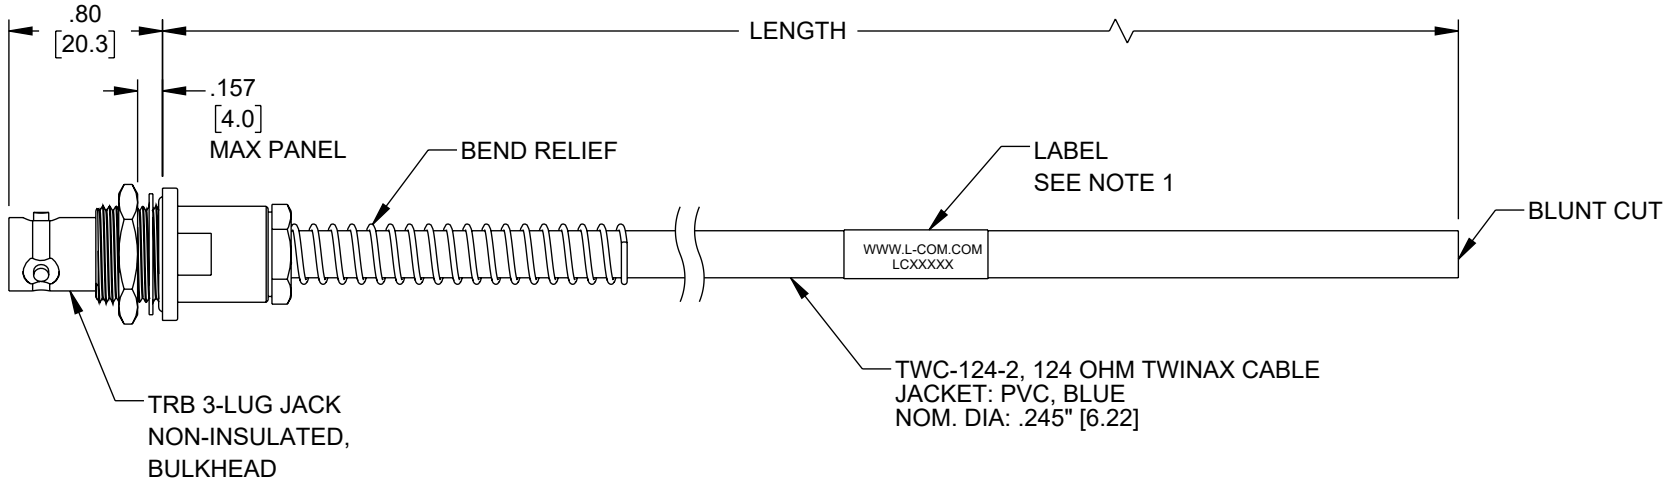 .80
[20.3]
LENGTH
.157
[4.0]
MAX PANEL
BEND RELIEF
LABEL
SEE NOTE 1
BLUNT CUT
WWW.L-COM.COM
LCXXXXX
TWC-124-2, 124 OHM TWINAX CABLE
JACKET: PVC, BLUE
NOM. DIA: .245" [6.22]
TRB 3-LUG JACK
NON-INSULATED,
BULKHEAD